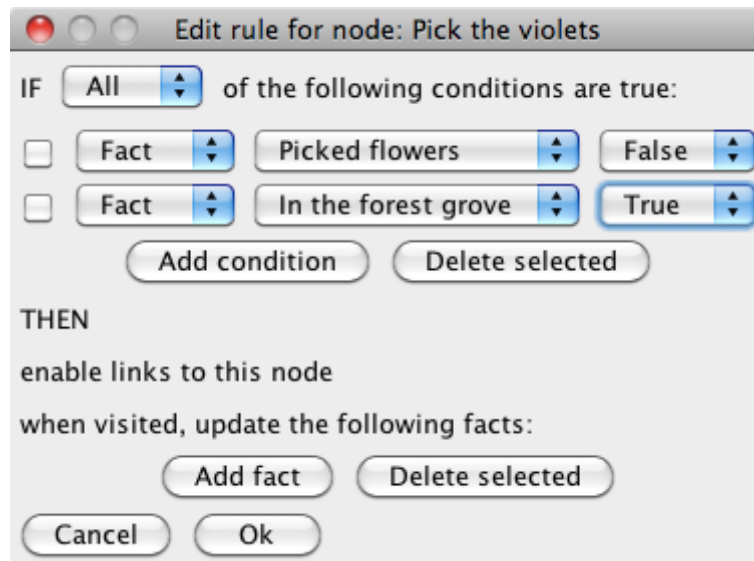 Edit rule for node: Pick the violets
IF All of the following conditions are true:
Fact Picked flowers False
Fact In the forest grove True
Add condition Delete selected
THEN
enable links to this node
when visited, update the following facts:
Add fact Delete selected
Cancel Ok